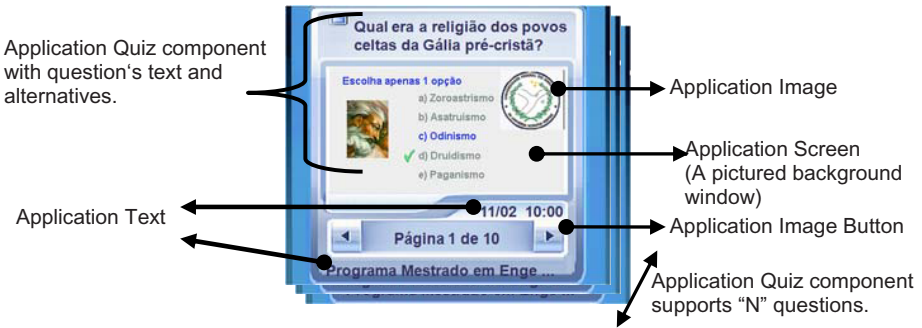 Application Quiz component
with question‘s text and
alternatives.
Qual era a religião dos povos
celtas da Gália pré-cristã?
Escolha apenas 1 opção
a) Zoroastrismo
b) Asatruismo
c) Odinismo
d) Druidismo
e) Paganismo
Application Image
Application Screen
(A pictured background
window)
Application Text
11/02 10:00
Application Image Button
Página 1 de 10
Programa Mestrado em Enge ...
Application Quiz component
supports “N” questions.